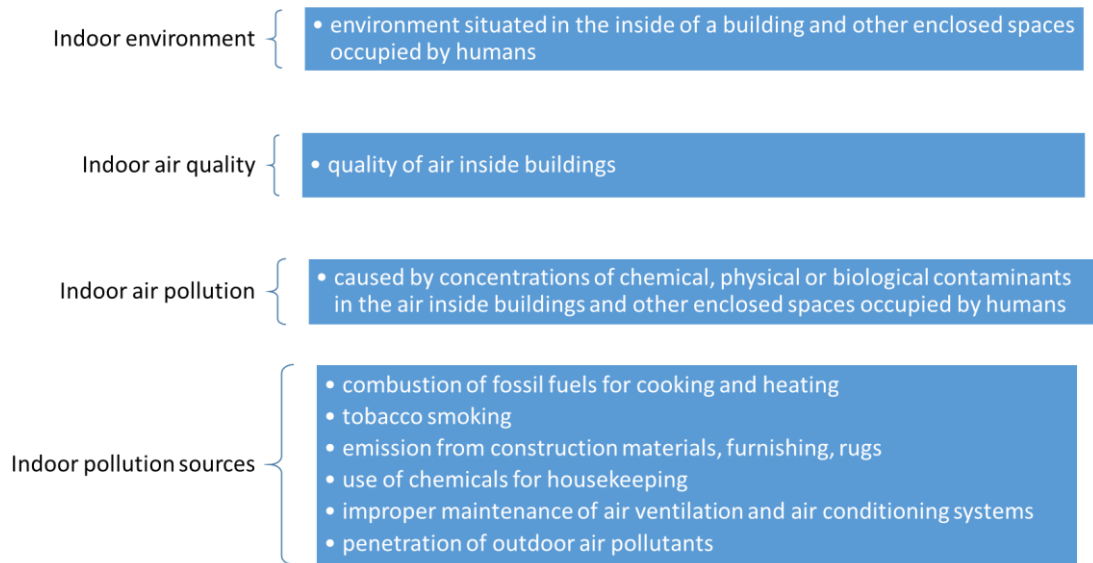 Indoor environment
• environment situated in the inside of a building and other enclosed spaces
occupied by humans
Indoor air quality
• quality of air inside buildings
Indoor air pollution
• caused by concentrations of chemical, physical or biological contaminants
in the air inside buildings and other enclosed spaces occupied by humans
Indoor pollution sources
• combustion of fossil fuels for cooking and heating
• tobacco smoking
• emission from construction materials, furnishing, rugs
• use of chemicals for housekeeping
• improper maintenance of air ventilation and air conditioning systems
• penetration of outdoor air pollutants